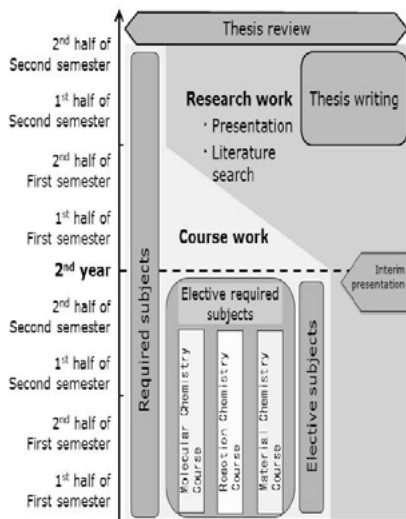 Thesis review
2nd half of
Second semester
1st half of
Second semester
2nd half of
First semester
1st half of
First semester
2nd year
2nd half of
Second semester
1st half of
Second semester
2nd half of
First semester
1st half of
First semester
Required subjects
Research work
・Presentation
・Literature
search
Thesis writing
Course work
Interim
presentation
Elective required
subjects
Molecular Chemistry
Course
Romotion Chemistry
Course
Material Chemistry
Course
Elective subjects